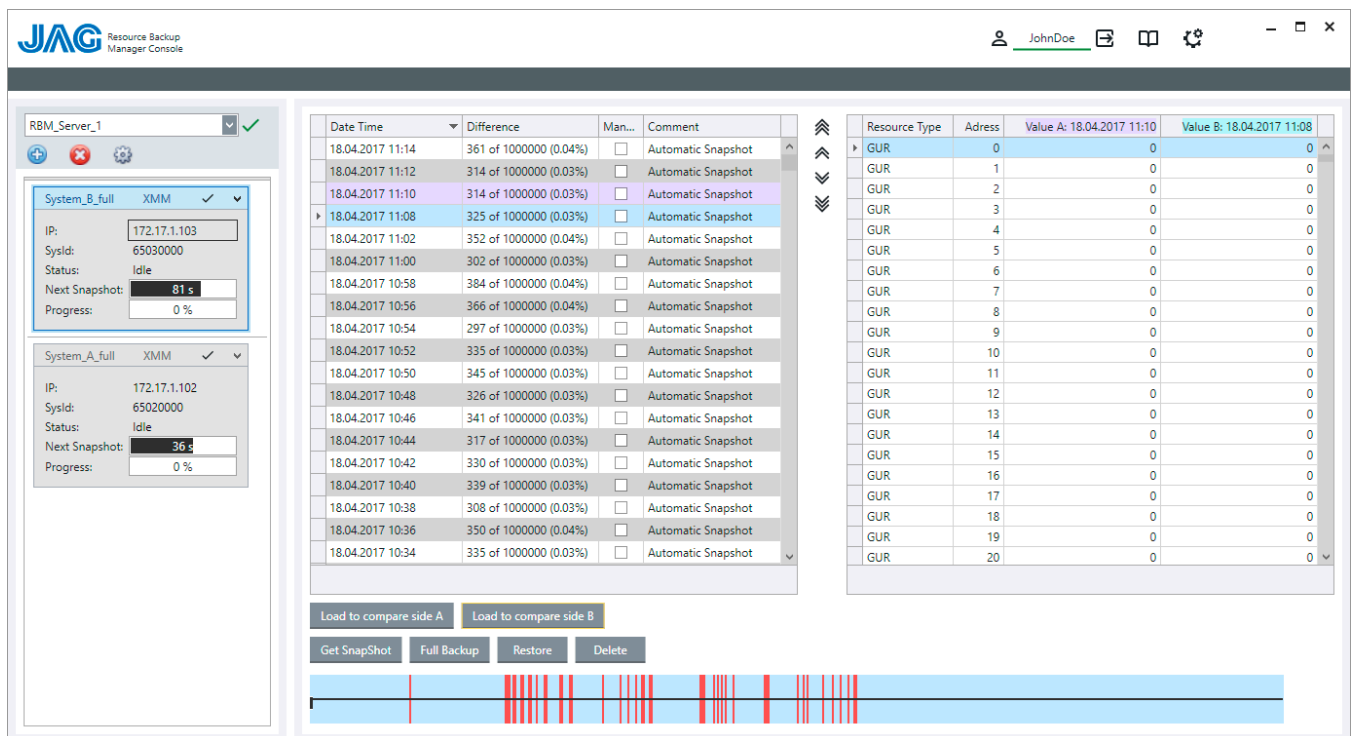 JAG Resource Backup
Manager Console
JohnDoe
RBM_Server_1
System_B_full XMM
IP: 172.17.1.103
SysId: 65030000
Status: Idle
Next Snapshot: 81 s
Progress: 0 %
System_A_full XMM
IP: 172.17.1.102
SysId: 65020000
Status: Idle
Next Snapshot: 36 s
Progress: 0 %
Date Time Difference Man... Comment
18.04.2017 11:14 361 of 1000000 (0.04%) Automatic Snapshot
18.04.2017 11:12 314 of 1000000 (0.03%) Automatic Snapshot
18.04.2017 11:10 314 of 1000000 (0.03%) Automatic Snapshot
18.04.2017 11:08 325 of 1000000 (0.03%) Automatic Snapshot
18.04.2017 11:02 352 of 1000000 (0.04%) Automatic Snapshot
18.04.2017 11:00 302 of 1000000 (0.03%) Automatic Snapshot
18.04.2017 10:58 384 of 1000000 (0.04%) Automatic Snapshot
18.04.2017 10:56 366 of 1000000 (0.04%) Automatic Snapshot
18.04.2017 10:54 297 of 1000000 (0.03%) Automatic Snapshot
18.04.2017 10:52 335 of 1000000 (0.03%) Automatic Snapshot
18.04.2017 10:50 345 of 1000000 (0.03%) Automatic Snapshot
18.04.2017 10:48 326 of 1000000 (0.03%) Automatic Snapshot
18.04.2017 10:46 341 of 1000000 (0.03%) Automatic Snapshot
18.04.2017 10:44 317 of 1000000 (0.03%) Automatic Snapshot
18.04.2017 10:42 330 of 1000000 (0.03%) Automatic Snapshot
18.04.2017 10:40 339 of 1000000 (0.03%) Automatic Snapshot
18.04.2017 10:38 308 of 1000000 (0.03%) Automatic Snapshot
18.04.2017 10:36 350 of 1000000 (0.04%) Automatic Snapshot
18.04.2017 10:34 335 of 1000000 (0.03%) Automatic Snapshot
Resource Type Adress Value A: 18.04.2017 11:10 Value B: 18.04.2017 11:08
GUR 0 0 0
GUR 1 0 0
GUR 2 0 0
GUR 3 0 0
GUR 4 0 0
GUR 5 0 0
GUR 6 0 0
GUR 7 0 0
GUR 8 0 0
GUR 9 0 0
GUR 10 0 0
GUR 11 0 0
GUR 12 0 0
GUR 13 0 0
GUR 14 0 0
GUR 15 0 0
GUR 16 0 0
GUR 17 0 0
GUR 18 0 0
GUR 19 0 0
GUR 20 0 0
Load to compare side A Load to compare side B
Get SnapShot Full Backup Restore Delete